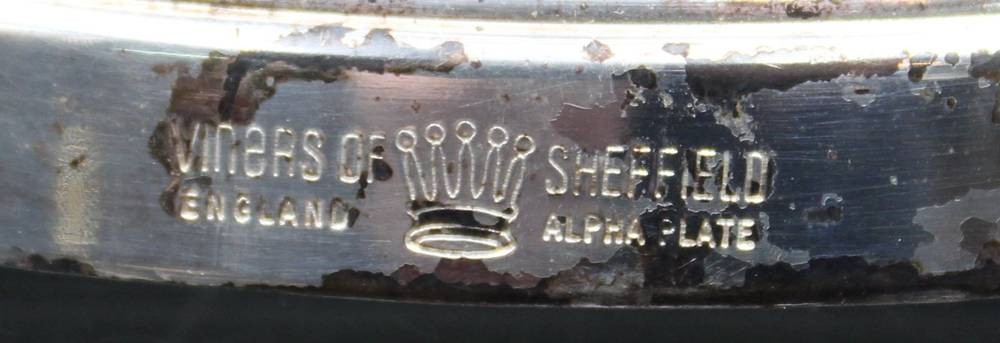 VINERS OF SHEFFIELD
ENGLAND ALPHA PLATE